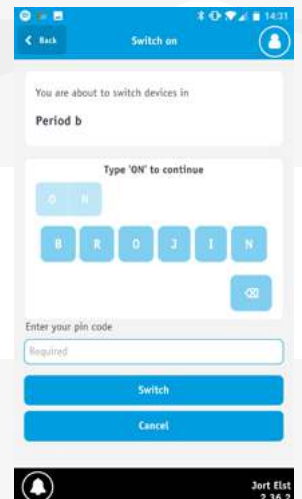 14:31
Back
Switch on
You are about to switch devices in
Period b
Type 'ON' to continue
O N
B R O J I N
Enter your pin code
Required
Switch
Cancel
Jort Elst
2.36.2